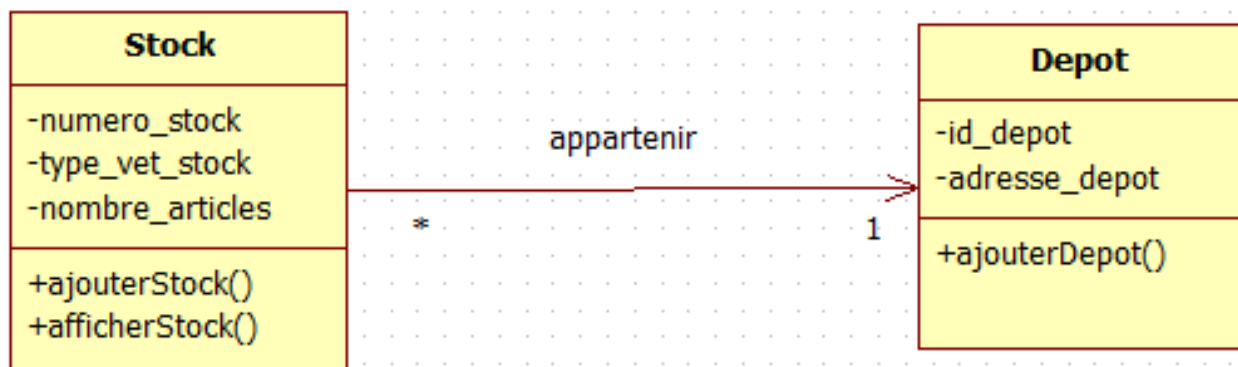 Stock
-numero_stock
-type_vet_stock
-nombre_articles
+ajouterStock()
+afficherStock()
appartenir
*
1
Depot
-id_depot
-adresse_depot
+ajouterDepot()